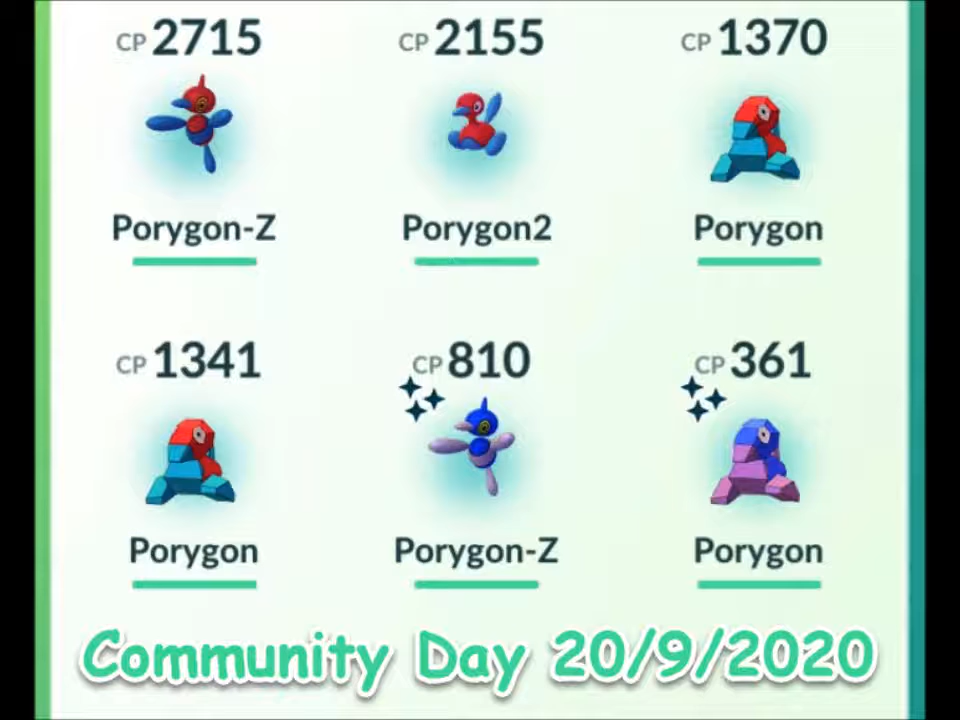 CP 2715 CP 2155 CP 1370
Porygon-Z Porygon2 Porygon
CP 1341 CP 810 CP 361
Porygon Porygon-Z Porygon
Community Day 20/9/2020